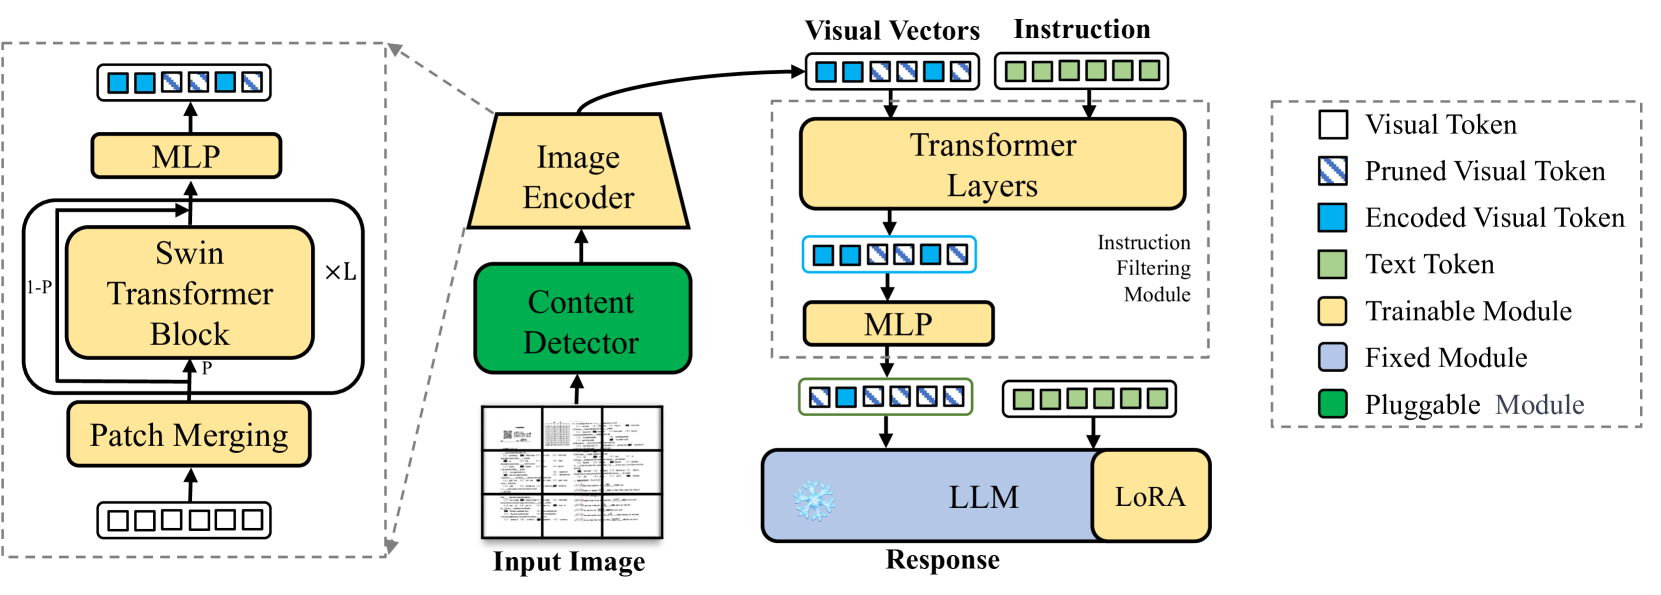 MLP
Swin
Transformer
Block
×L
1-P
P
Patch Merging
Image
Encoder
Content
Detector
Input Image
Visual Vectors
Instruction
Transformer
Layers
Instruction
Filtering
Module
MLP
LLM
LoRA
Response
Visual Token
Pruned Visual Token
Encoded Visual Token
Text Token
Trainable Module
Fixed Module
Pluggable Module